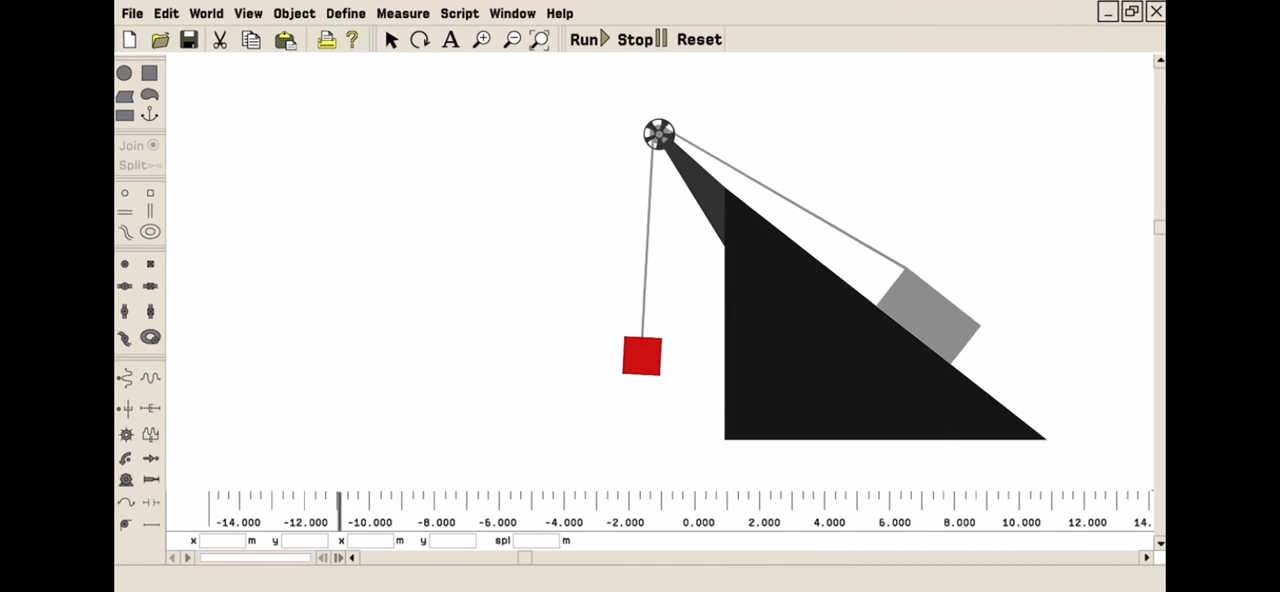 File Edit World View Object Define Measure Script Window Help
A ? Run Stop Reset
Join
Split
-14.000 -12.000 -10.000 -8.000 -6.000 -4.000 -2.000 0.000 2.000 4.000 6.000 8.000 10.000 12.000 14.
x m y x m y spl m